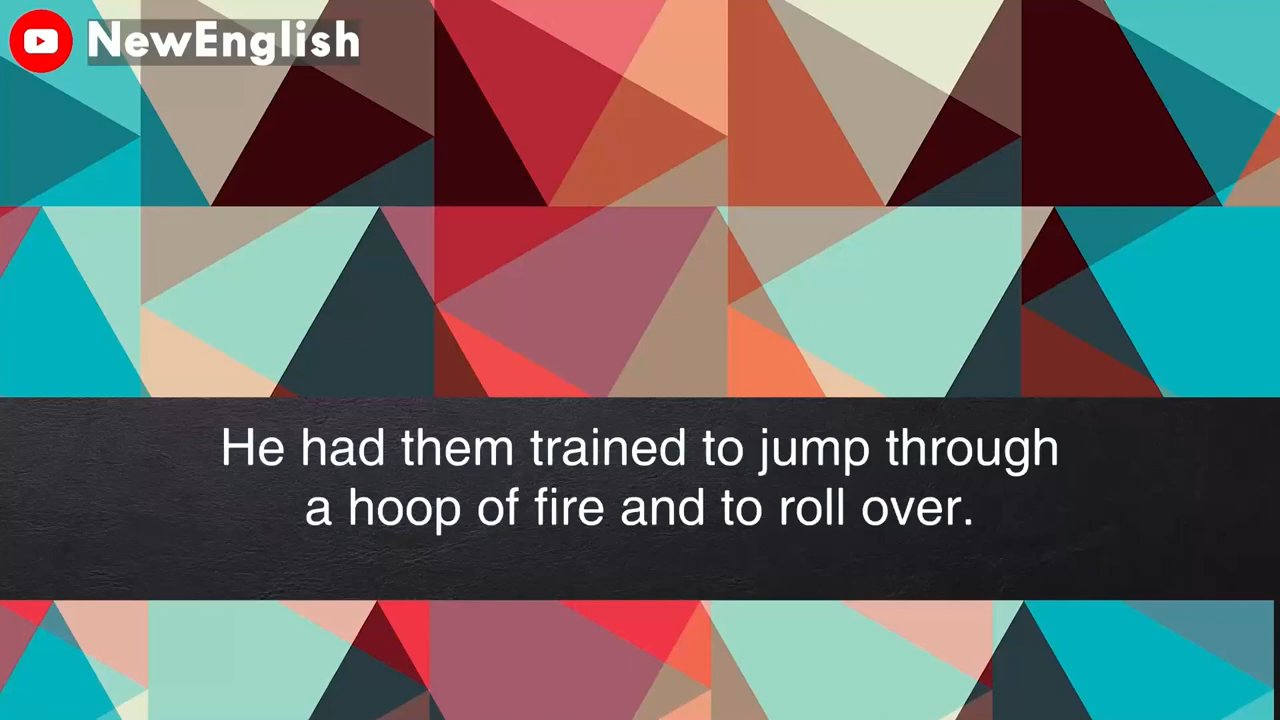 NewEnglish
He had them trained to jump through
a hoop of fire and to roll over.